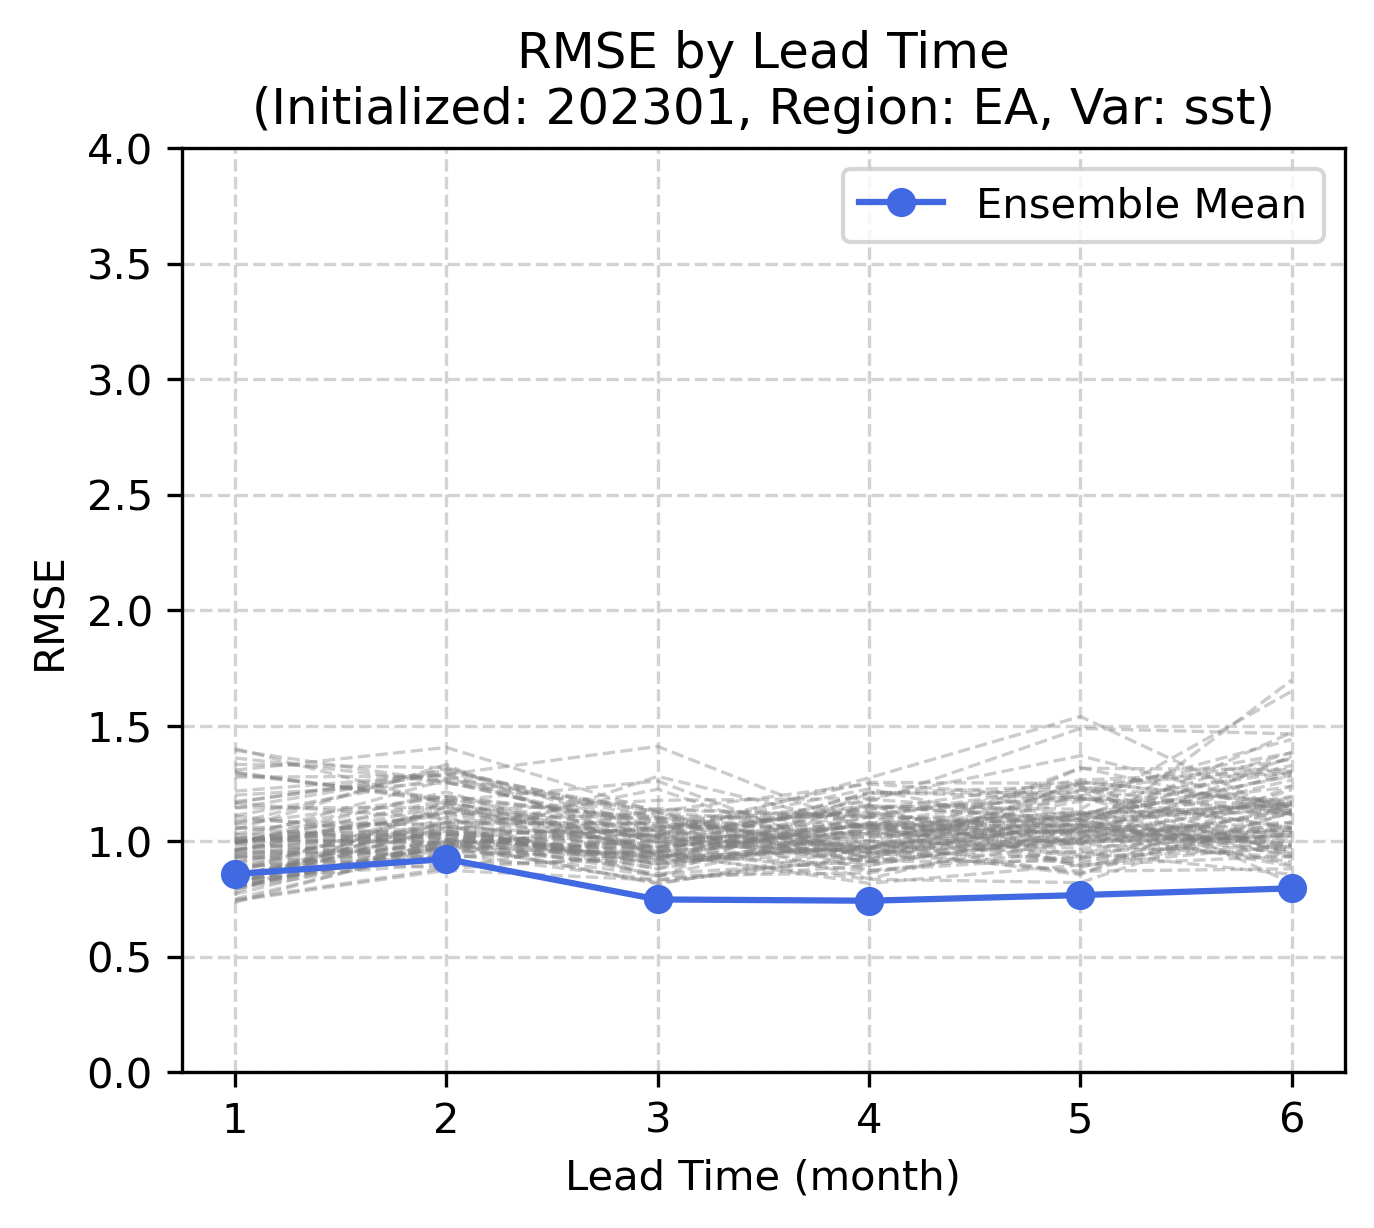 RMSE by Lead Time
(Initialized: 202301, Region: EA, Var: sst)
Ensemble Mean
4.0
3.5
3.0
2.5
2.0
1.5
1.0
0.5
0.0
RMSE
1 2 3 4 5 6
Lead Time (month)